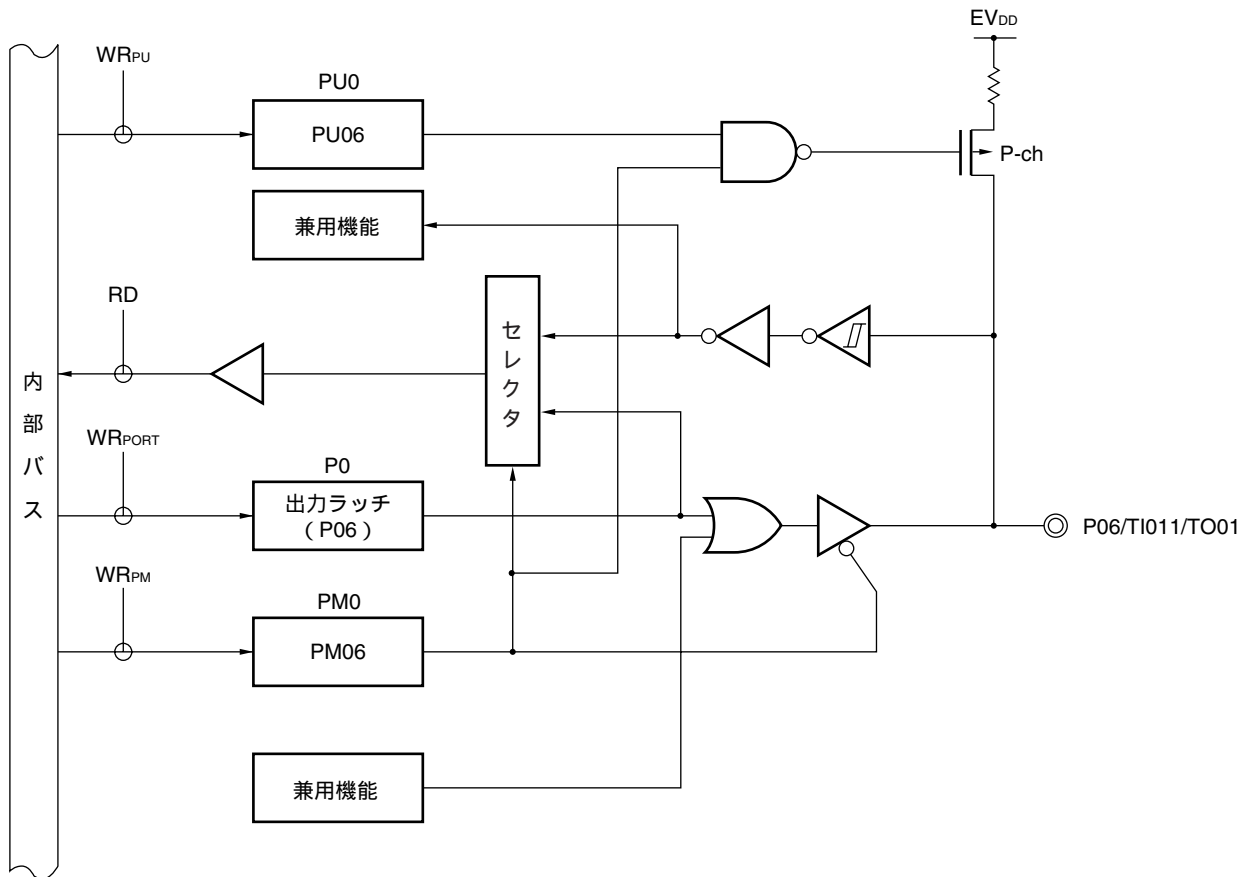 EVDD
WRPU
PU0
PU06
P-ch
兼用機能
RD
セレクタ
内部バス
WRPORT
P0
出力ラッチ
（P06）
P06/TI011/TO01
WRPM
PM0
PM06
兼用機能